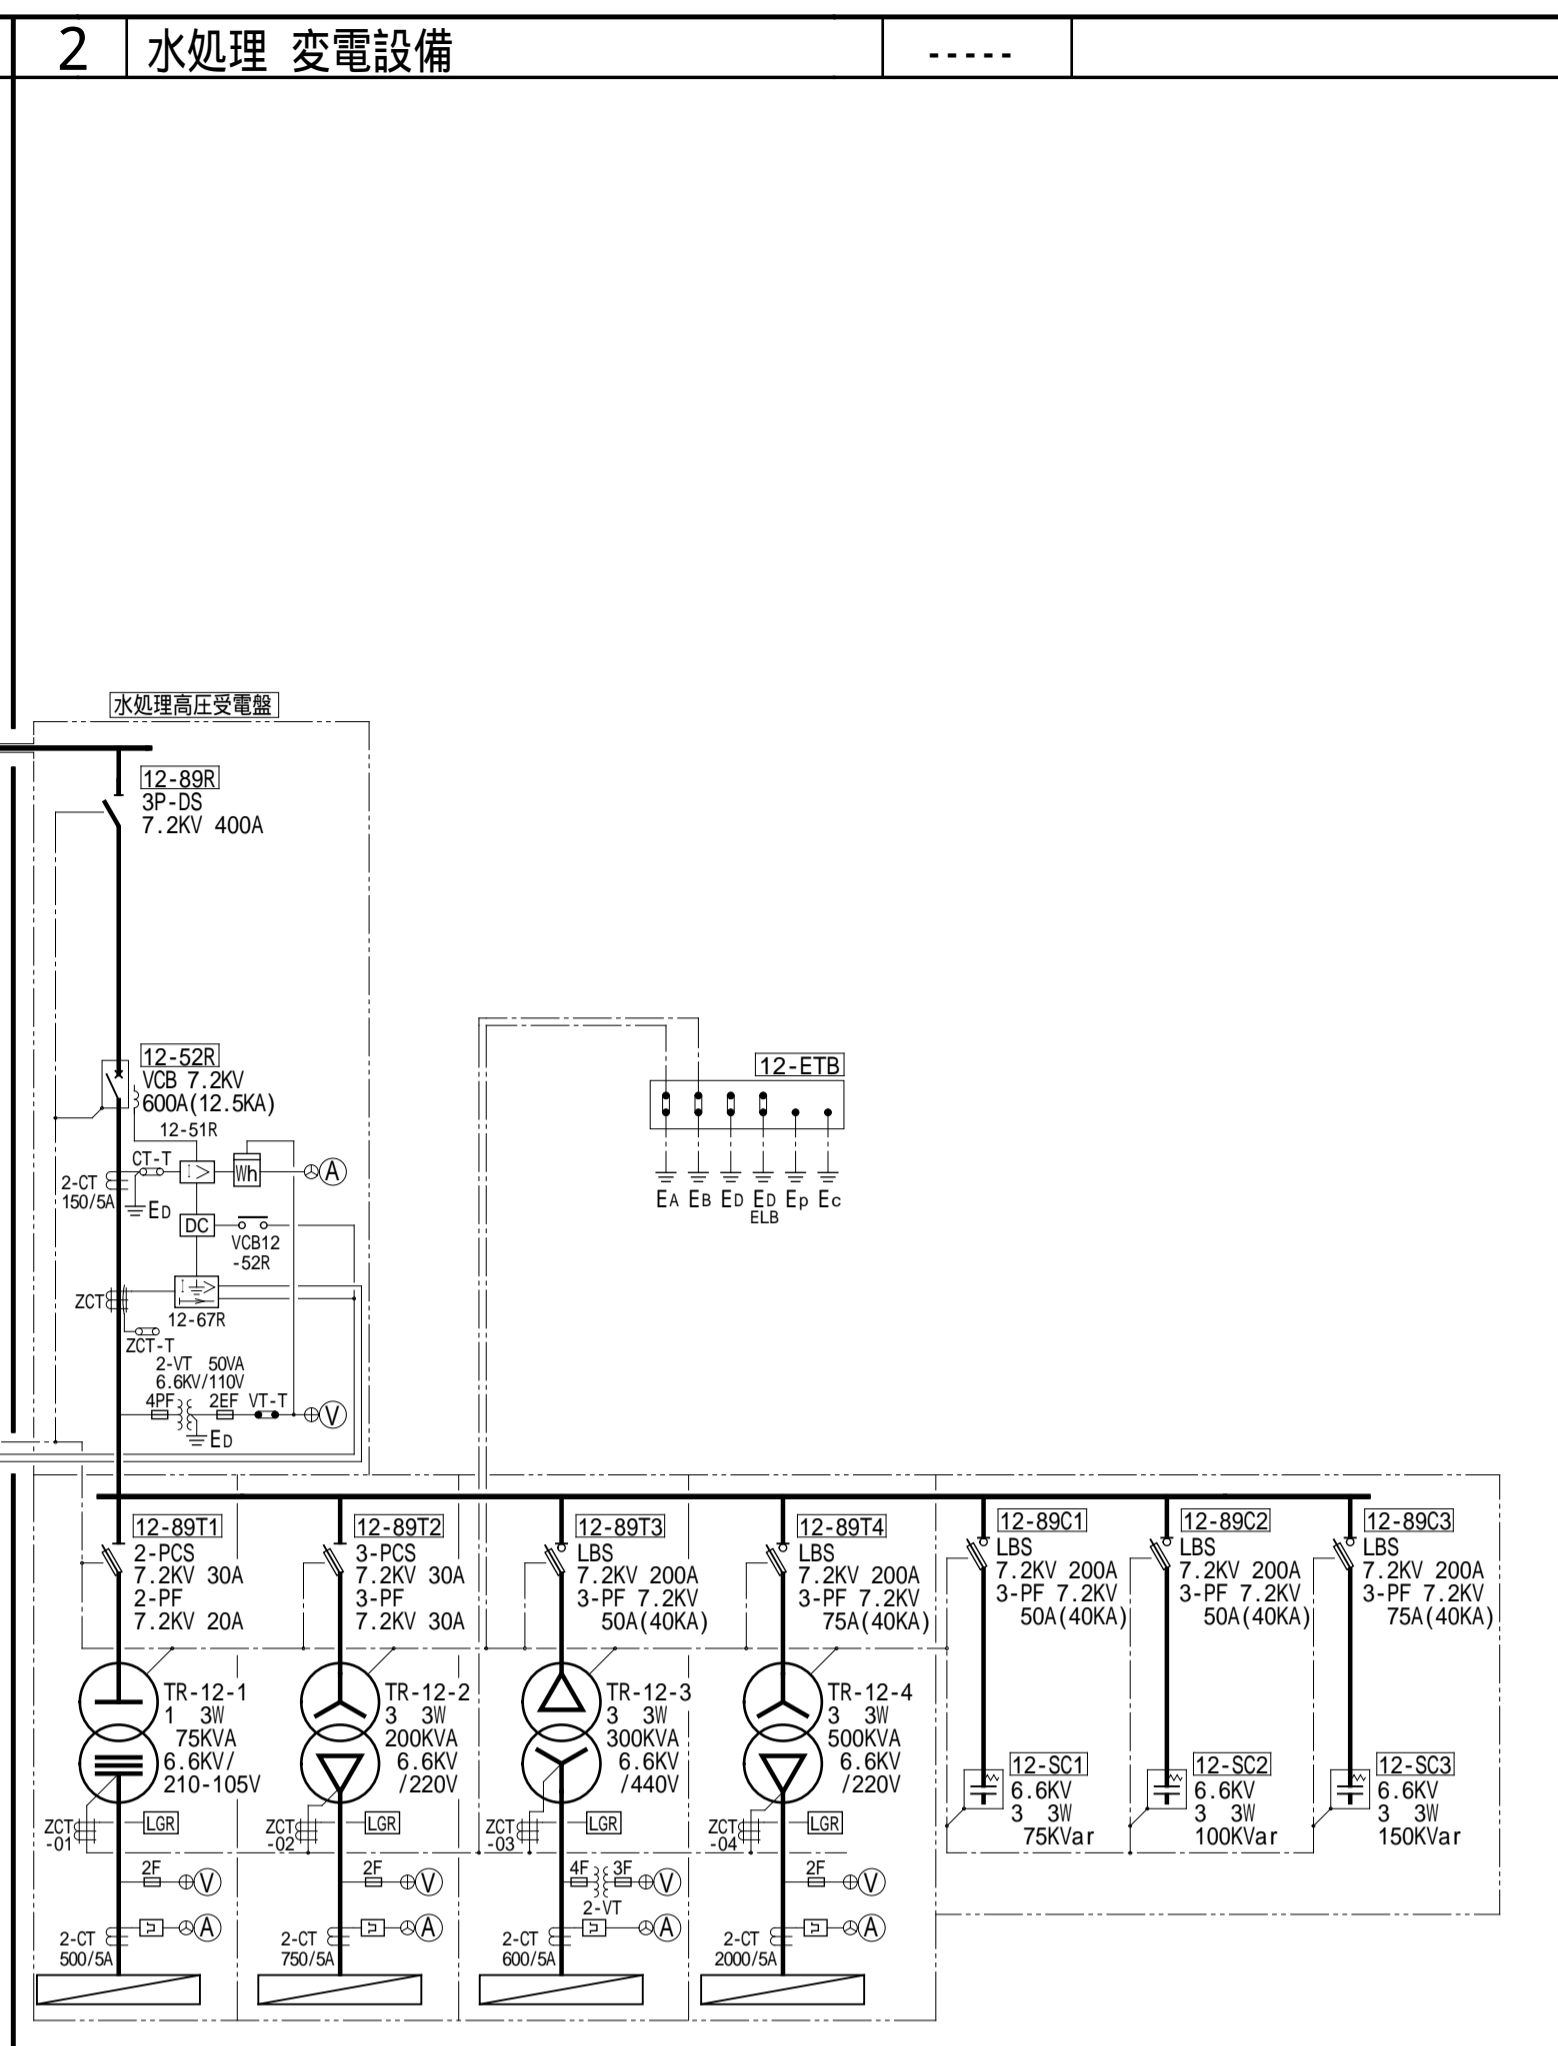 2
水処理 変電設備
-----
水処理高圧受電盤
12-89R
3P-DS
7.2KV 400A
12-52R
VCB 7.2KV
600A(12.5KA)
12-51R
CT-T
2-CT
150/5A
I>
Wh
A
ED
DC
VCB12
-52R
ZCT
I
>
12-67R
ZCT-T
2-VT 50VA
6.6KV/110V
4PF
2EF
VT-T
V
ED
12-ETB
EA
EB
ED
ED
ELB
Ep
Ec
12-89T1
2-PCS
7.2KV 30A
2-PF
7.2KV 20A
12-89T2
3-PCS
7.2KV 30A
3-PF
7.2KV 30A
12-89T3
LBS
7.2KV 200A
3-PF 7.2KV
50A(40KA)
12-89T4
LBS
7.2KV 200A
3-PF 7.2KV
75A(40KA)
12-89C1
LBS
7.2KV 200A
3-PF 7.2KV
50A(40KA)
12-89C2
LBS
7.2KV 200A
3-PF 7.2KV
50A(40KA)
12-89C3
LBS
7.2KV 200A
3-PF 7.2KV
75A(40KA)
TR-12-1
1 3W
75KVA
6.6KV/
210-105V
TR-12-2
3 3W
200KVA
6.6KV
/220V
TR-12-3
3 3W
300KVA
6.6KV
/440V
TR-12-4
3 3W
500KVA
6.6KV
/220V
12-SC1
6.6KV
3 3W
75KVar
12-SC2
6.6KV
3 3W
100KVar
12-SC3
6.6KV
3 3W
150KVar
ZCT
-01
LGR
ZCT
-02
LGR
ZCT
-03
LGR
ZCT
-04
LGR
2F
V
2F
V
4F
3F
V
2-VT
2F
V
2-CT
500/5A
A
2-CT
750/5A
A
2-CT
600/5A
A
2-CT
2000/5A
A